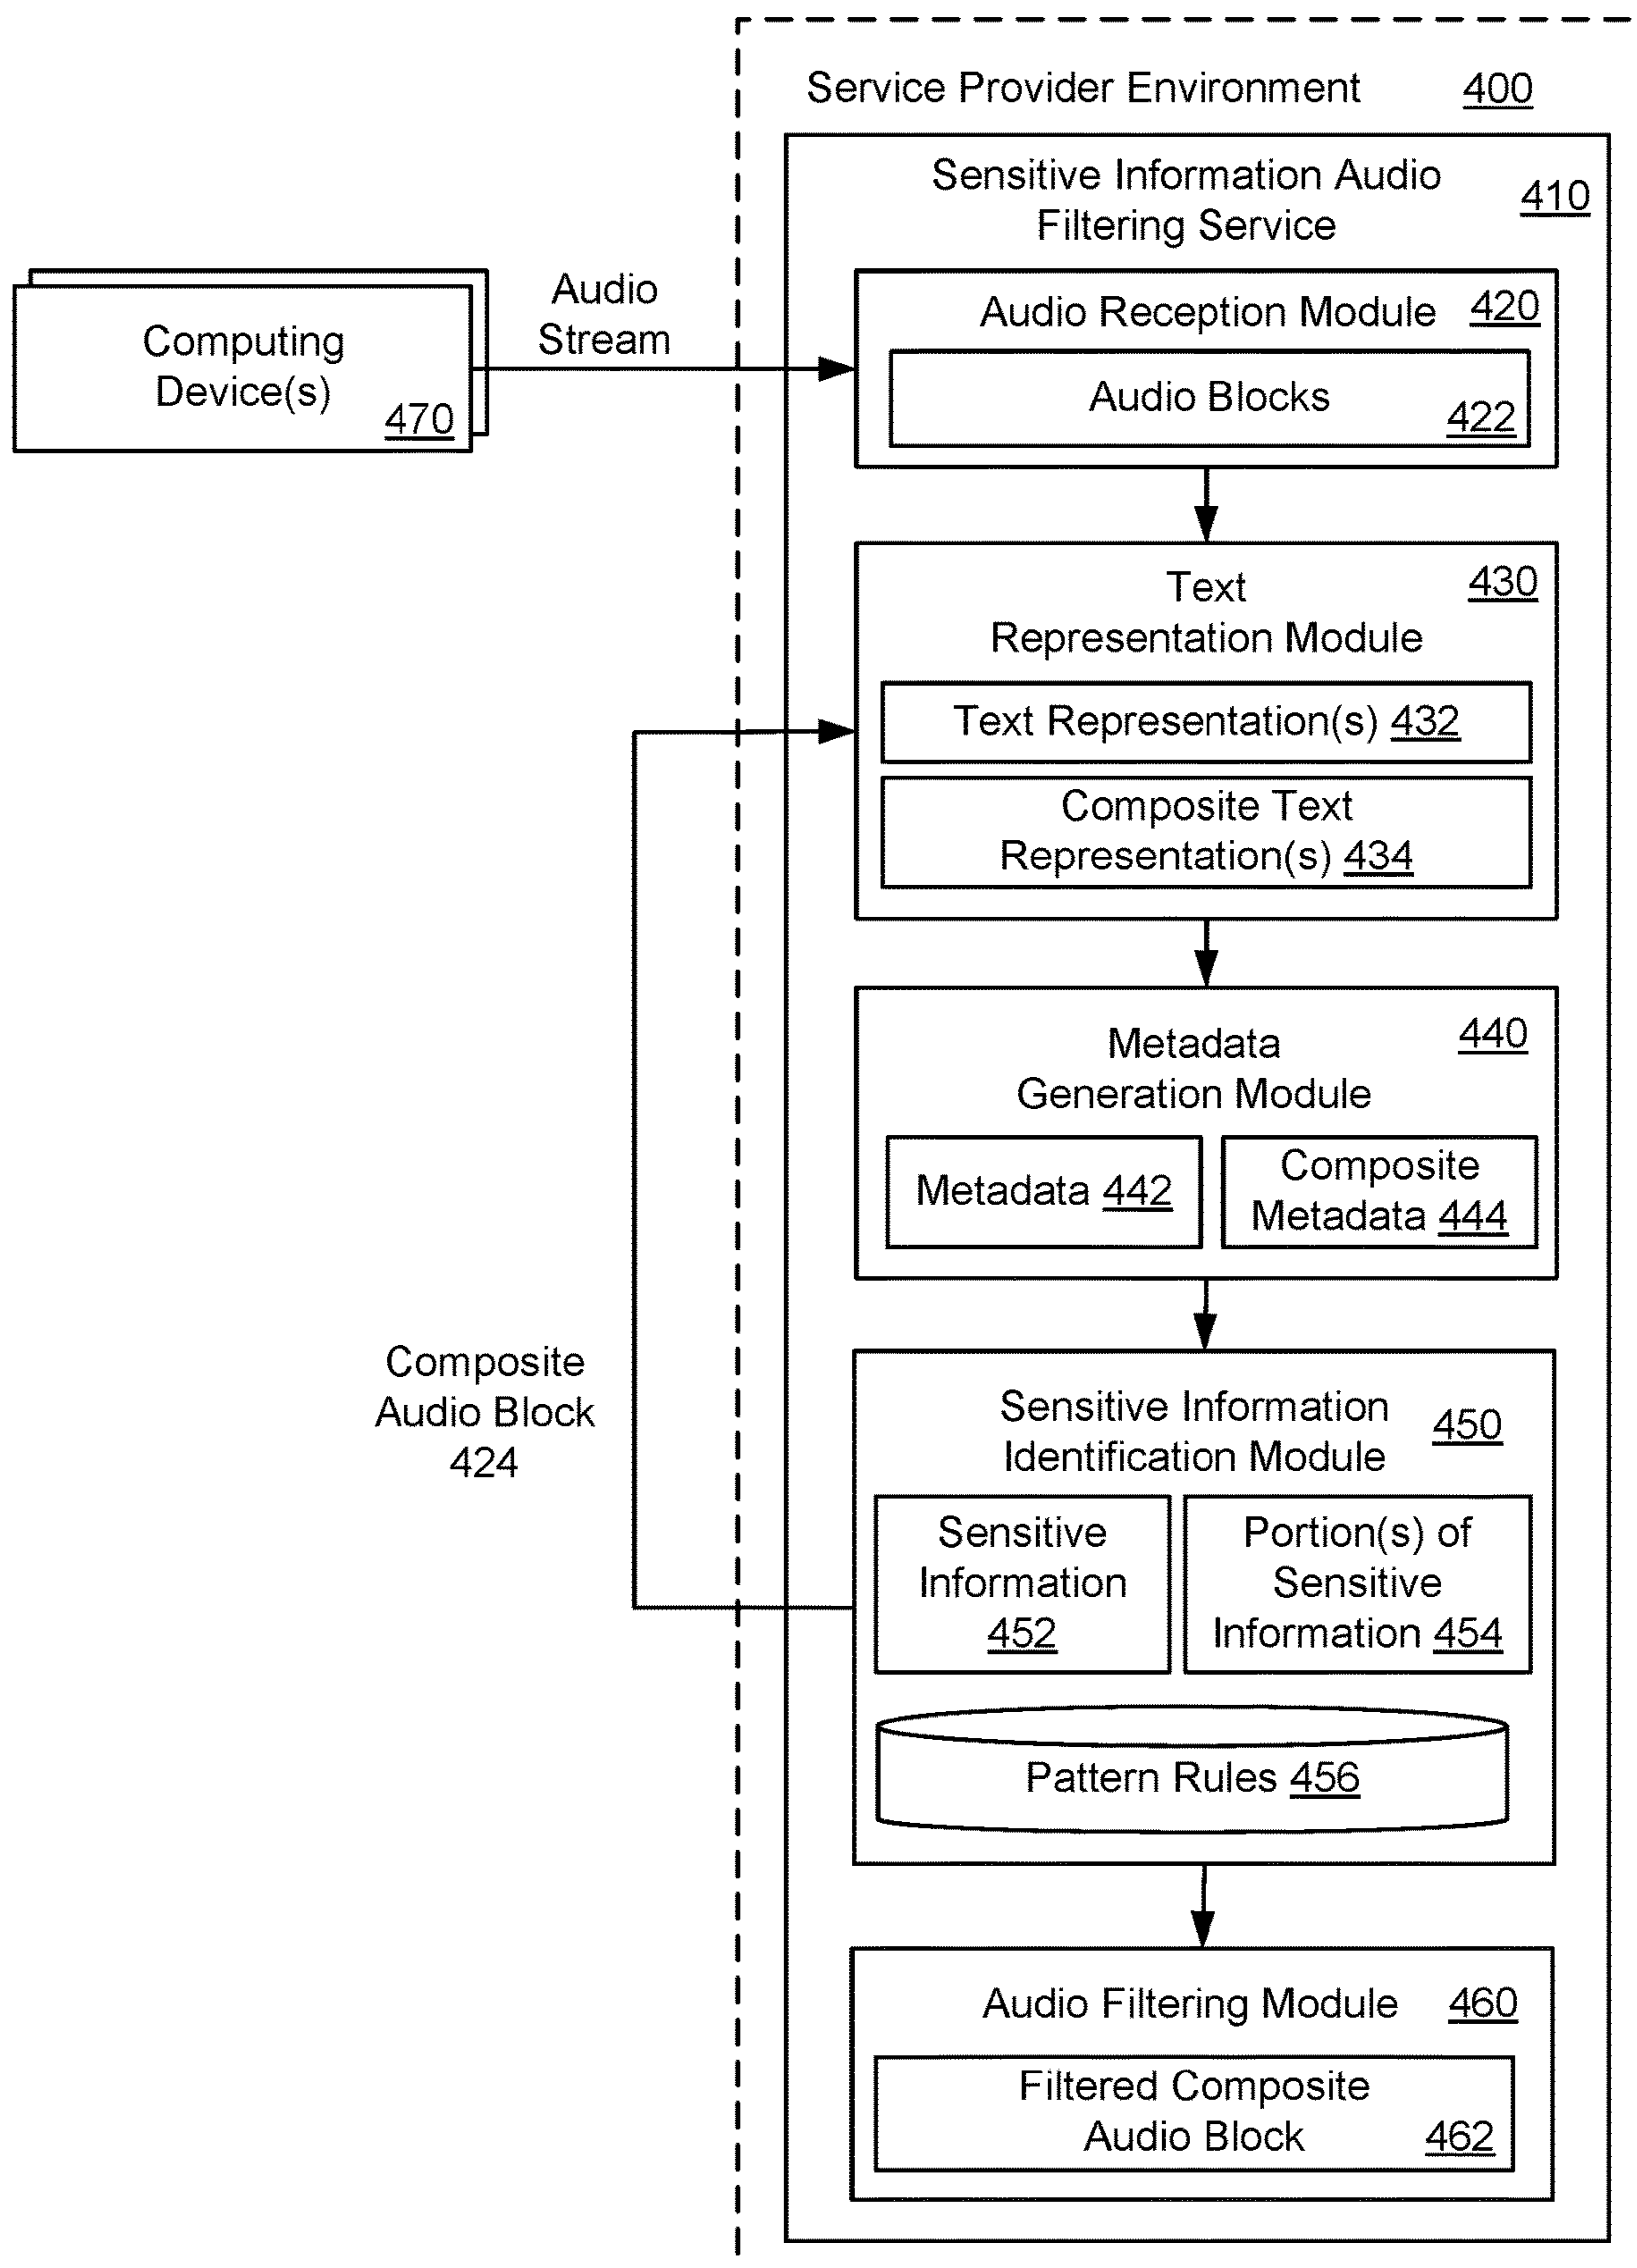 Service Provider Environment 400
Sensitive Information Audio
Filtering Service
410
Audio
Stream
Computing
Device(s)
470
Audio Reception Module 420
Audio Blocks
422
Text
Representation Module
430
Text Representation(s) 432
Composite Text
Representation(s) 434
Metadata
Generation Module
440
Metadata 442
Composite
Metadata 444
Composite
Audio Block
424
Sensitive Information
Identification Module
450
Sensitive
Information
452
Portion(s) of
Sensitive
Information 454
Pattern Rules 456
Audio Filtering Module 460
Filtered Composite
Audio Block
462